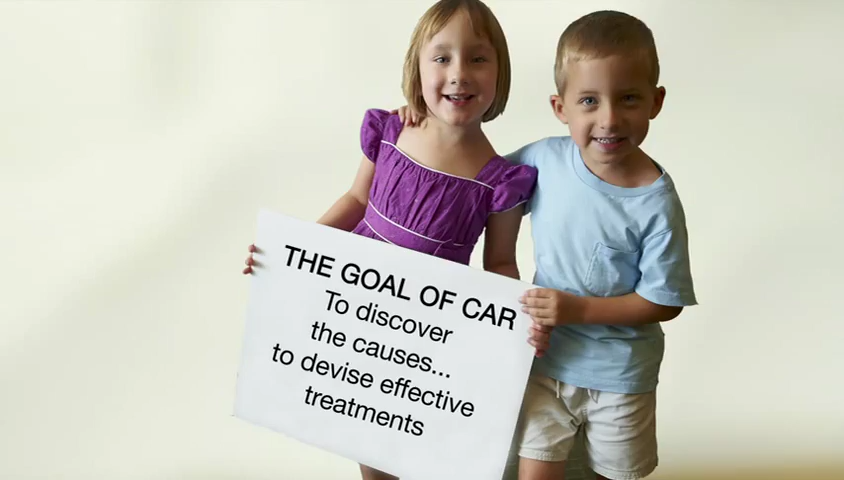 THE GOAL OF CAR
To discover
the causes...
to devise effective
treatments